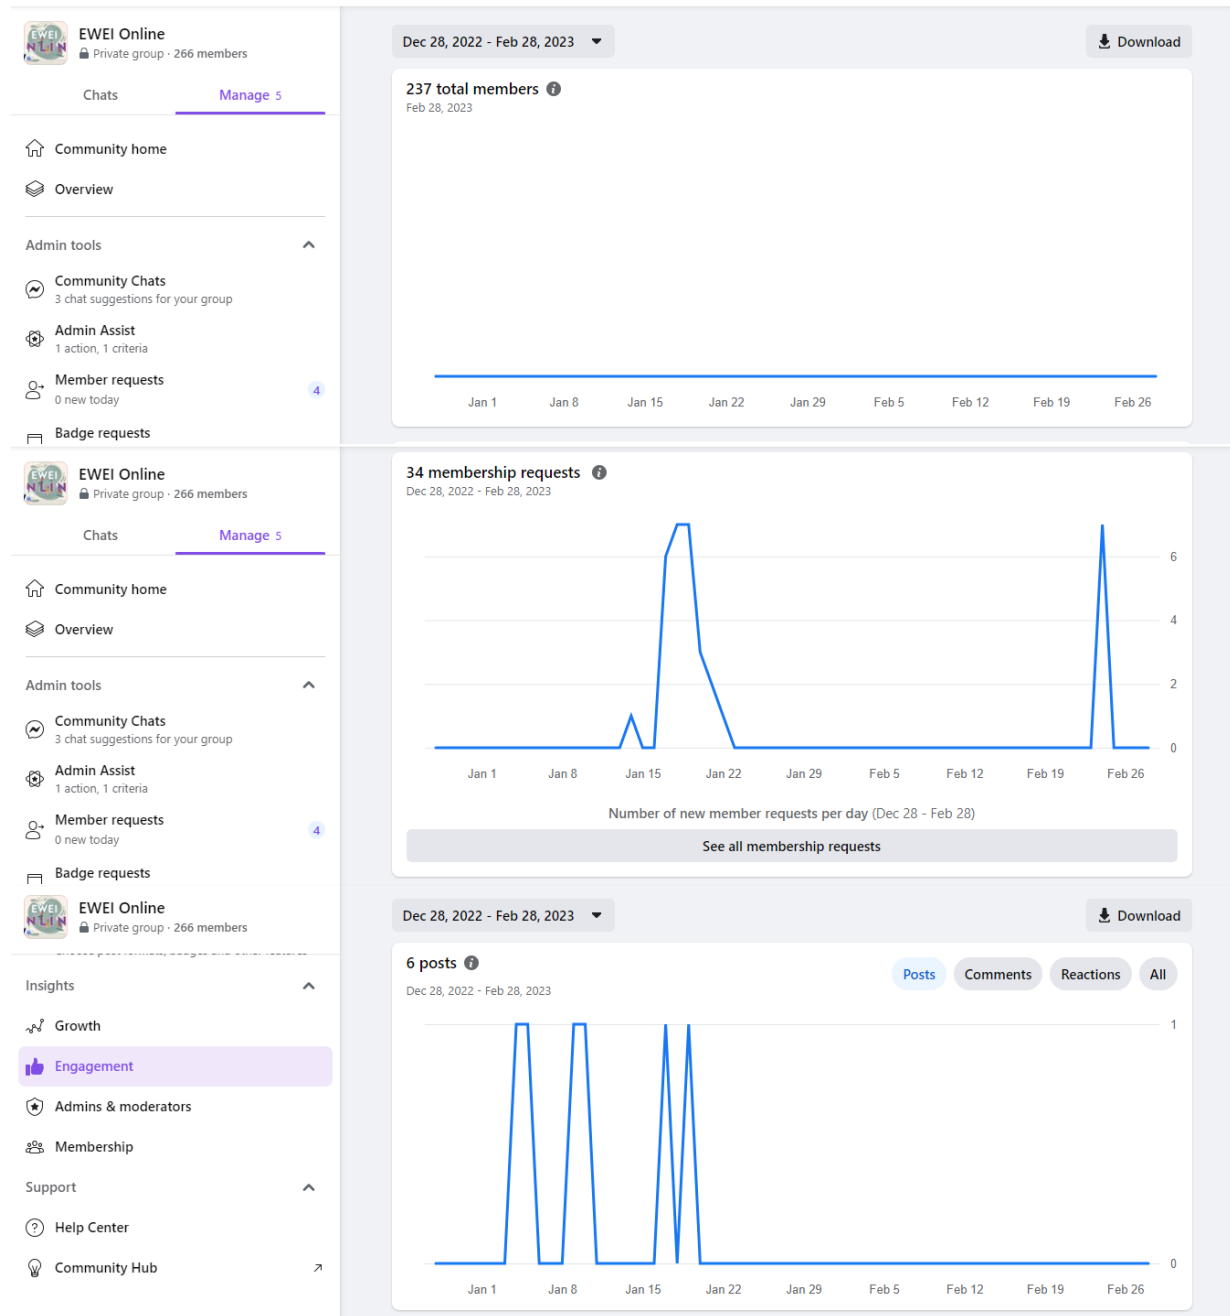 EWEI Online
Private group · 266 members
Chats
Manage 5
Community home
Overview
Admin tools
Community Chats
3 chat suggestions for your group
Admin Assist
1 action, 1 criteria
Member requests
0 new today
4
Badge requests
Dec 28, 2022 - Feb 28, 2023
Download
237 total members
Feb 28, 2023
Jan 1 Jan 8 Jan 15 Jan 22 Jan 29 Feb 5 Feb 12 Feb 19 Feb 26
EWEI Online
Private group · 266 members
Chats
Manage 5
Community home
Overview
Admin tools
Community Chats
3 chat suggestions for your group
Admin Assist
1 action, 1 criteria
Member requests
0 new today
4
Badge requests
34 membership requests
Dec 28, 2022 - Feb 28, 2023
6
4
2
0
Jan 1 Jan 8 Jan 15 Jan 22 Jan 29 Feb 5 Feb 12 Feb 19 Feb 26
Number of new member requests per day (Dec 28 - Feb 28)
See all membership requests
EWEI Online
Private group · 266 members
Insights
Growth
Engagement
Admins & moderators
Membership
Support
Help Center
Community Hub
Dec 28, 2022 - Feb 28, 2023
Download
6 posts
Dec 28, 2022 - Feb 28, 2023
Posts Comments Reactions All
1
0
Jan 1 Jan 8 Jan 15 Jan 22 Jan 29 Feb 5 Feb 12 Feb 19 Feb 26